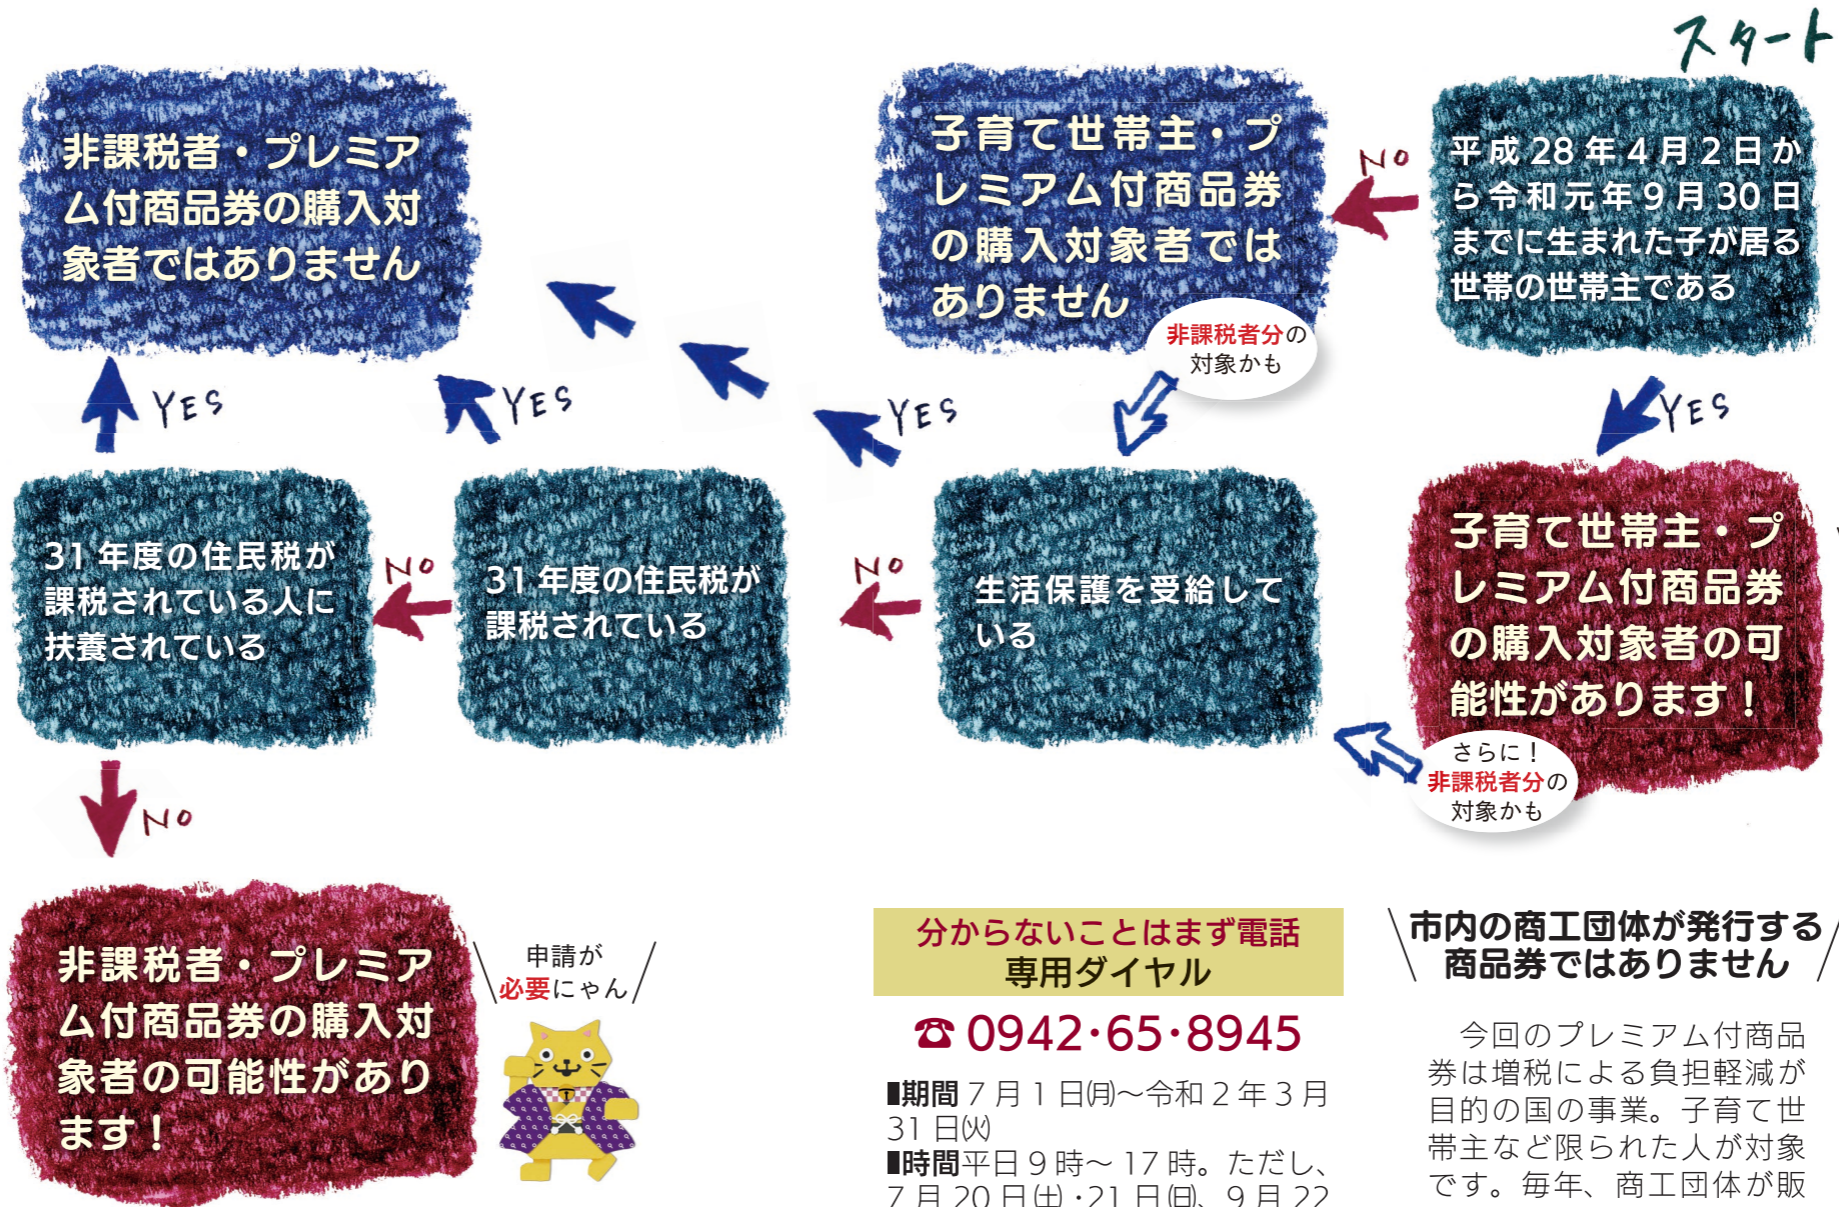 スタート
平成28年4月2日か
ら令和元年9月30日
までに生まれた子が居る
世帯の世帯主である
NO
YES
子育て世帯主・プ
レミアム付商品券
の購入対象者では
ありません
非課税者分の
対象かも
子育て世帯主・プ
レミアム付商品券
の購入対象者の可
能性があります！
さらに！
非課税者分の
対象かも
生活保護を受給して
いる
YES
NO
31年度の住民税が
課税されている
YES
NO
31年度の住民税が
課税されている人に
扶養されている
YES
NO
非課税者・プレミア
ム付商品券の購入対
象者ではありません
非課税者・プレミア
ム付商品券の購入対
象者の可能性があり
ます！
申請が
必要にゃん
分からないことはまず電話
専用ダイヤル
☎0942・65・8945
■期間 7月1日㈪～令和2年3月
31日㈫
■時間平日9時～17時。ただし、
7月20日㈯・21日㈰、9月22
市内の商工団体が発行する
商品券ではありません
今回のプレミアム付商品
券は増税による負担軽減が
目的の国の事業。子育て世
帯主など限られた人が対象
です。毎年、商工団体が販